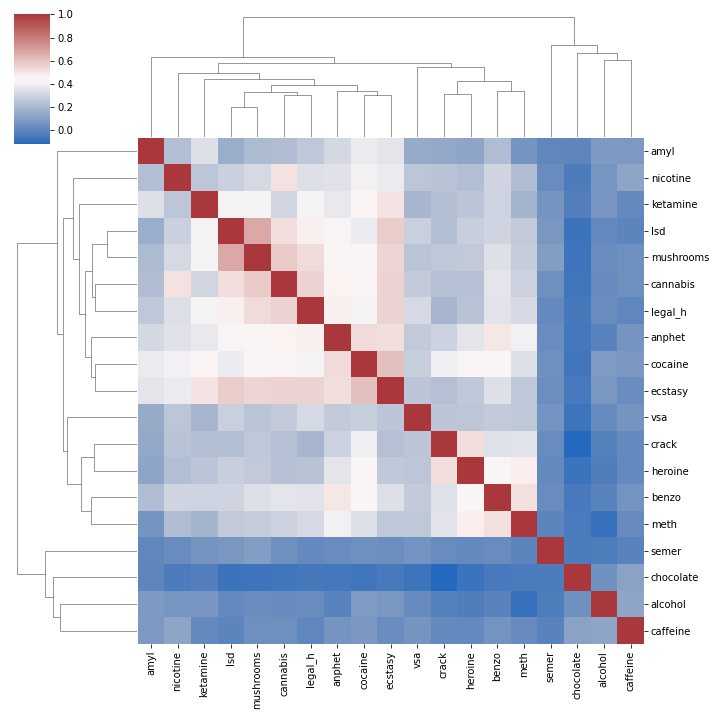 1.0
0.8
0.6
0.4
0.2
0.0
amyl
nicotine
ketamine
lsd
mushrooms
cannabis
legal_h
anphet
cocaine
ecstasy
vsa
crack
heroine
benzo
meth
semer
chocolate
alcohol
caffeine
amyl
nicotine
ketamine
lsd
mushrooms
cannabis
legal_h
anphet
cocaine
ecstasy
vsa
crack
heroine
benzo
meth
semer
chocolate
alcohol
caffeine